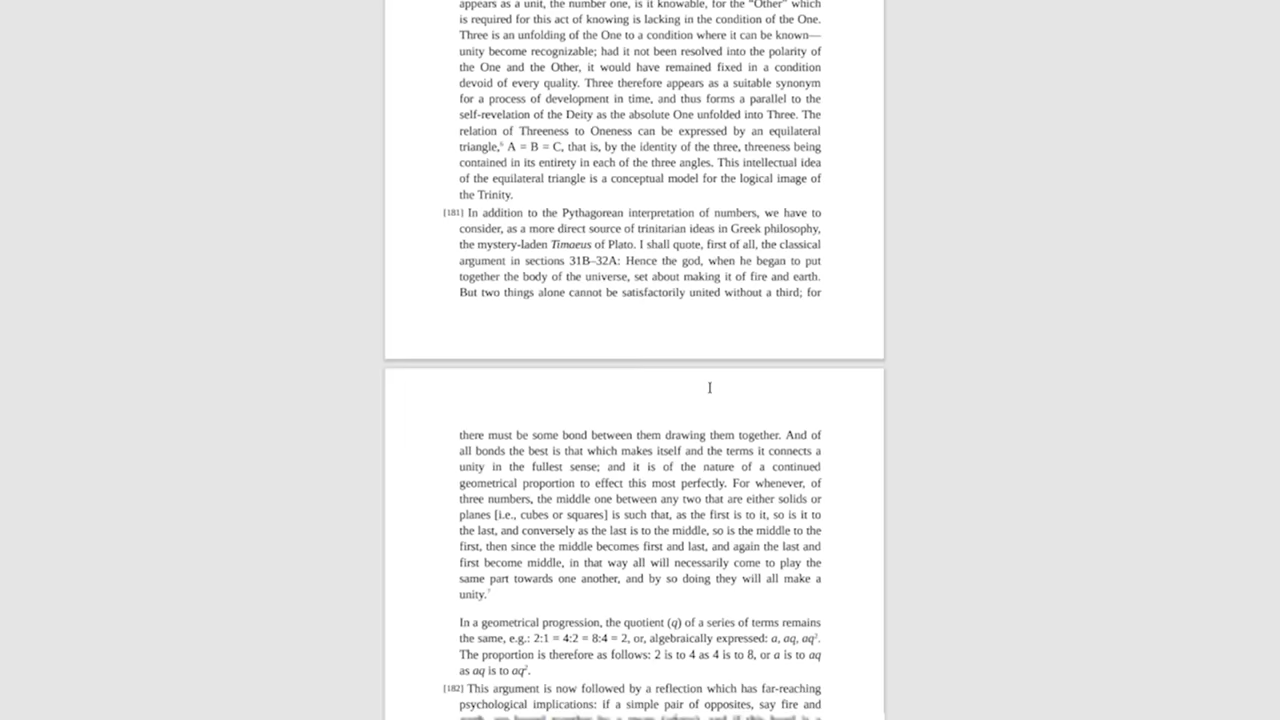 appears as a unit, the number one, is it knowable, for the "Other" which
is required for this act of knowing is lacking in the condition of the One.
Three is an unfolding of the One to a condition where it can be known—
unity become recognizable; had it not been resolved into the polarity of
the One and the Other, it would have remained fixed in a condition
devoid of every quality. Three therefore appears as a suitable synonym
for a process of development in time, and thus forms a parallel to the
self-revelation of the Deity as the absolute One unfolded into Three. The
relation of Threeness to Oneness can be expressed by an equilateral
triangle,⁶ A = B = C, that is, by the identity of the three, threeness being
contained in its entirety in each of the three angles. This intellectual idea
of the equilateral triangle is a conceptual model for the logical image of
the Trinity.
[181] In addition to the Pythagorean interpretation of numbers, we have to
consider, as a more direct source of trinitarian ideas in Greek philosophy,
the mystery-laden Timaeus of Plato. I shall quote, first of all, the classical
argument in sections 31B–32A: Hence the god, when he began to put
together the body of the universe, set about making it of fire and earth.
But two things alone cannot be satisfactorily united without a third; for
there must be some bond between them drawing them together. And of
all bonds the best is that which makes itself and the terms it connects a
unity in the fullest sense; and it is of the nature of a continued
geometrical proportion to effect this most perfectly. For whenever, of
three numbers, the middle one between any two that are either solids or
planes [i.e., cubes or squares] is such that, as the first is to it, so is it to
the last, and conversely as the last is to the middle, so is the middle to the
first, then since the middle becomes first and last, and again the last and
first become middle, in that way all will necessarily come to play the
same part towards one another, and by so doing they will all make a
unity.⁷
In a geometrical progression, the quotient (q) of a series of terms remains
the same, e.g.: 2:1 = 4:2 = 8:4 = 2, or, algebraically expressed: a, aq, aq².
The proportion is therefore as follows: 2 is to 4 as 4 is to 8, or a is to aq
as aq is to aq².
[182] This argument is now followed by a reflection which has far-reaching
psychological implications: if a simple pair of opposites, say fire and